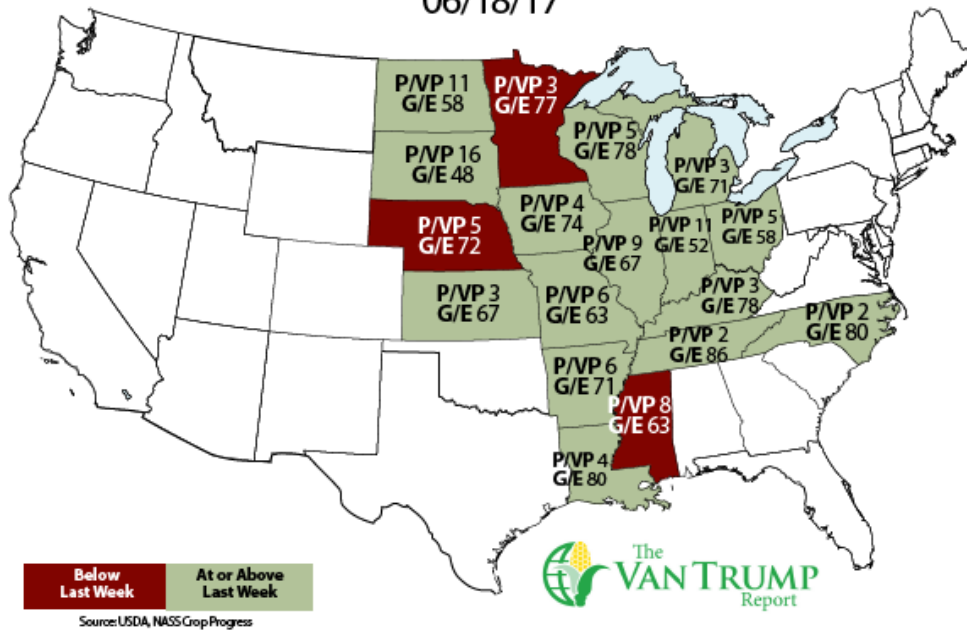 06/18/17
P/VP 11
G/E 58
P/VP 3
G/E 77
P/VP 5
G/E 78
P/VP 16
G/E 48
P/VP 3
G/E 71
P/VP 4
G/E 74
P/VP 5
G/E 72
P/VP 9
G/E 67
P/VP 11
G/E 52
P/VP 5
G/E 58
P/VP 3
G/E 67
P/VP 6
G/E 63
P/VP 3
G/E 78
P/VP 2
G/E 86
P/VP 2
G/E 80
P/VP 6
G/E 71
P/VP 8
G/E 63
P/VP 4
G/E 80
Below
Last Week
At or Above
Last Week
Source: USDA, NASS Crop Progress
The
VAN TRUMP
Report